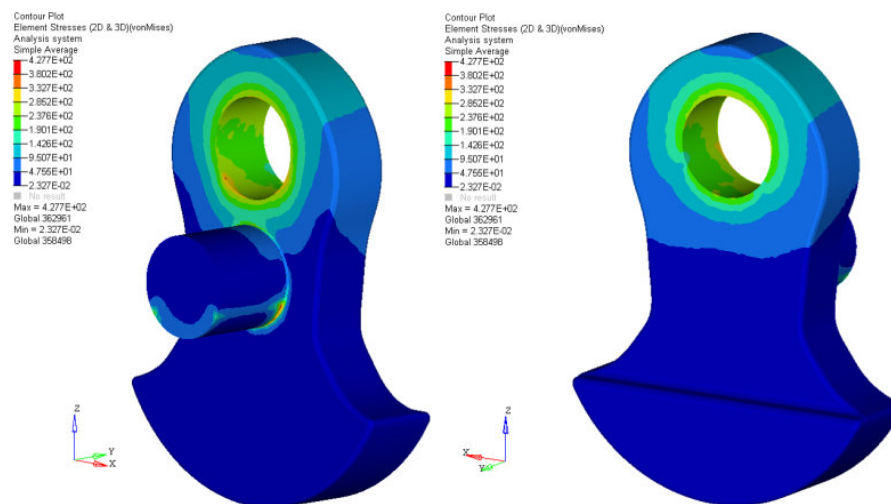 Contour Plot
Element Stresses (2D & 3D)(vonMises)
Analysis system
Simple Average
4.277E+02
3.802E+02
3.327E+02
2.852E+02
2.376E+02
1.901E+02
1.426E+02
9.507E+01
4.755E+01
2.327E-02
No result
Max = 4.277E+02
Global 362961
Min = 2.327E-02
Global 358498
Z
Y
X
Contour Plot
Element Stresses (2D & 3D)(vonMises)
Analysis system
Simple Average
4.277E+02
3.802E+02
3.327E+02
2.852E+02
2.376E+02
1.901E+02
1.426E+02
9.507E+01
4.755E+01
2.327E-02
No result
Max = 4.277E+02
Global 362961
Min = 2.327E-02
Global 358498
Z
X
Y